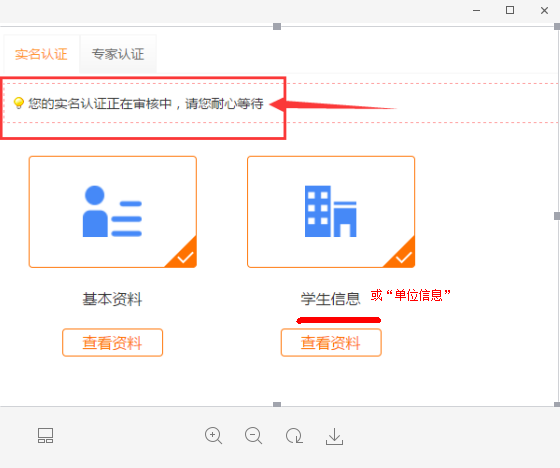 实名认证 专家认证
您的实名认证正在审核中，请您耐心等待
基本资料 学生信息 或“单位信息”
查看资料 查看资料